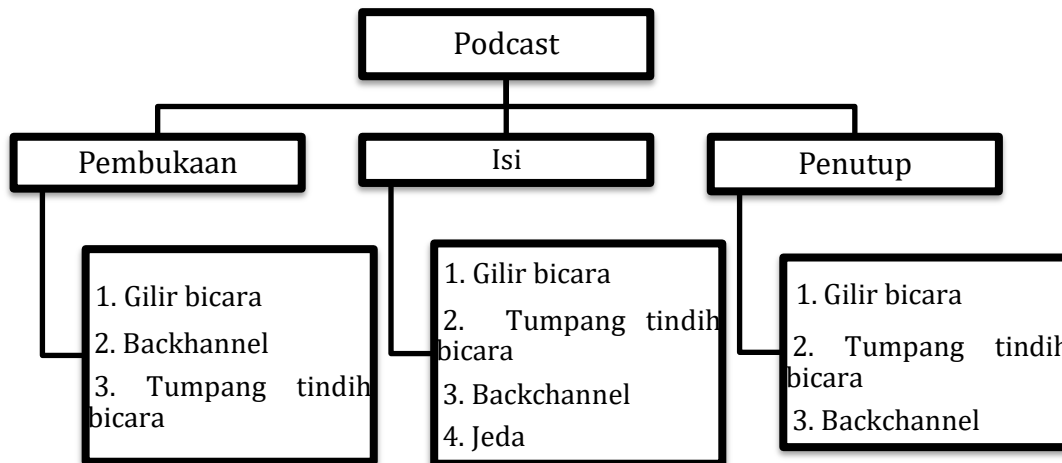 Podcast
Pembukaan
Isi
Penutup
1. Gilir bicara
2. Backhannel
3. Tumpang tindih
bicara
1. Gilir bicara
2. Tumpang tindih
bicara
3. Backchannel
4. Jeda
1. Gilir bicara
2. Tumpang tindih
bicara
3. Backchannel